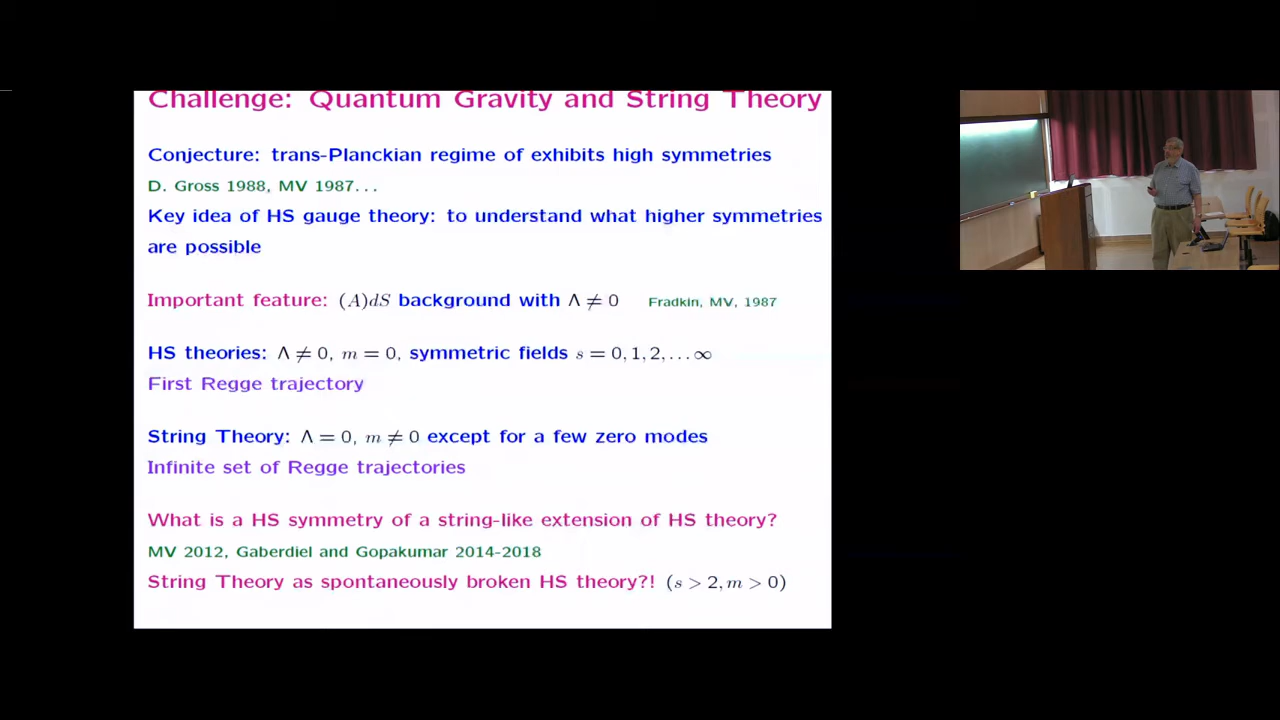 Challenge: Quantum Gravity and String Theory
Conjecture: trans-Planckian regime of exhibits high symmetries
D. Gross 1988, MV 1987...
Key idea of HS gauge theory: to understand what higher symmetries
are possible
Important feature: (A)dS background with Λ ≠ 0 Fradkin, MV, 1987
HS theories: Λ ≠ 0, m = 0, symmetric fields s = 0, 1, 2, ... ∞
First Regge trajectory
String Theory: Λ = 0, m ≠ 0 except for a few zero modes
Infinite set of Regge trajectories
What is a HS symmetry of a string-like extension of HS theory?
MV 2012, Gaberdiel and Gopakumar 2014-2018
String Theory as spontaneously broken HS theory?! (s > 2, m > 0)